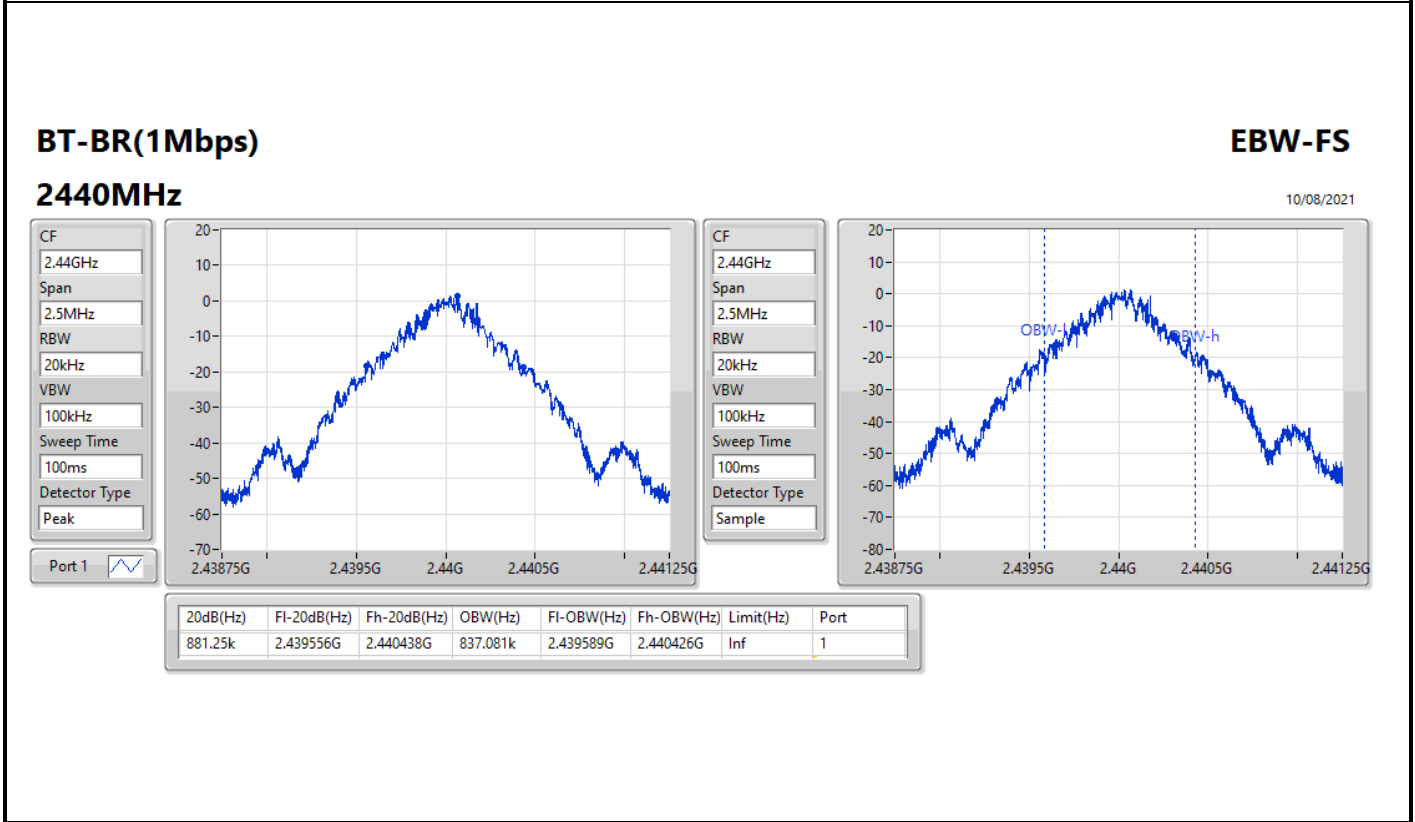 BT-BR(1Mbps)
EBW-FS
2440MHz
10/08/2021
CF
2.44GHz
Span
2.5MHz
RBW
20kHz
VBW
100kHz
Sweep Time
100ms
Detector Type
Peak
Port 1
20
10
0
-10
-20
-30
-40
-50
-60
-70
2.43875G 2.4395G 2.44G 2.4405G 2.44125G
CF
2.44GHz
Span
2.5MHz
RBW
20kHz
VBW
100kHz
Sweep Time
100ms
Detector Type
Sample
20
10
0
-10
-20
-30
-40
-50
-60
-70
-80
OBW-l OBW-h
2.43875G 2.4395G 2.44G 2.4405G 2.44125G
20dB(Hz) Fl-20dB(Hz) Fh-20dB(Hz) OBW(Hz) Fl-OBW(Hz) Fh-OBW(Hz) Limit(Hz) Port
881.25k 2.439556G 2.440438G 837.081k 2.439589G 2.440426G Inf 1